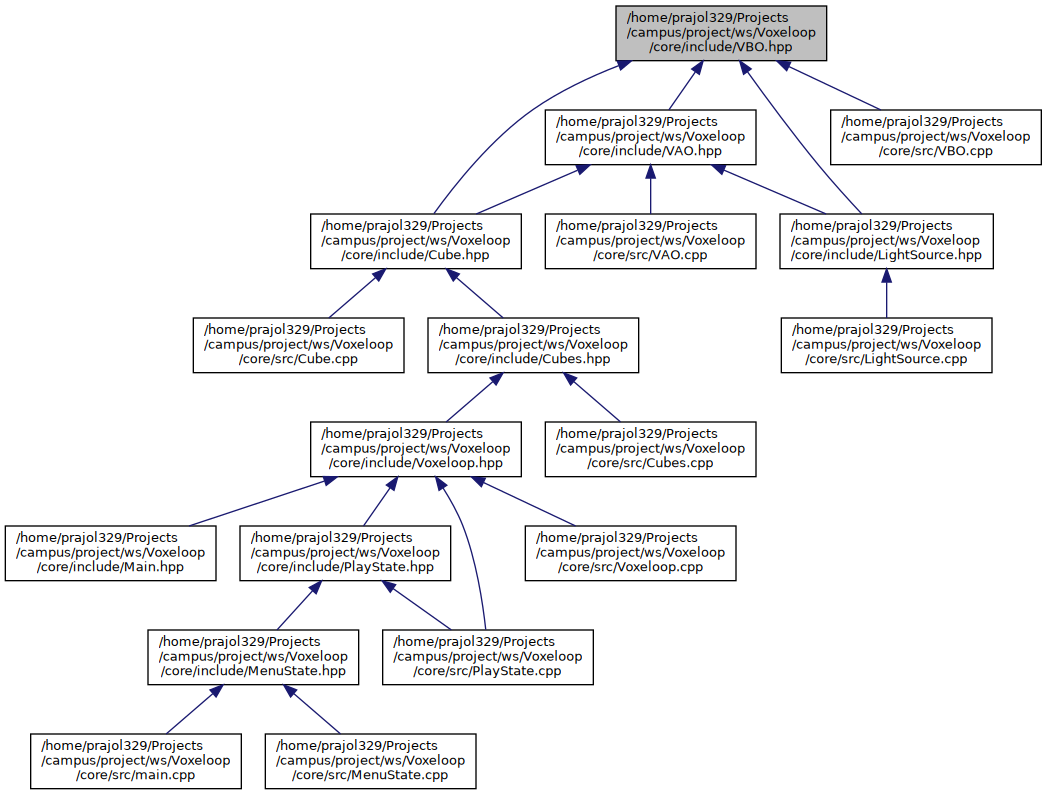 /home/prajol329/Projects
/campus/project/ws/Voxeloop
/core/include/VBO.hpp
/home/prajol329/Projects
/campus/project/ws/Voxeloop
/core/include/VAO.hpp
/home/prajol329/Projects
/campus/project/ws/Voxeloop
/core/src/VBO.cpp
/home/prajol329/Projects
/campus/project/ws/Voxeloop
/core/include/Cube.hpp
/home/prajol329/Projects
/campus/project/ws/Voxeloop
/core/src/VAO.cpp
/home/prajol329/Projects
/campus/project/ws/Voxeloop
/core/include/LightSource.hpp
/home/prajol329/Projects
/campus/project/ws/Voxeloop
/core/src/Cube.cpp
/home/prajol329/Projects
/campus/project/ws/Voxeloop
/core/include/Cubes.hpp
/home/prajol329/Projects
/campus/project/ws/Voxeloop
/core/src/LightSource.cpp
/home/prajol329/Projects
/campus/project/ws/Voxeloop
/core/include/Voxeloop.hpp
/home/prajol329/Projects
/campus/project/ws/Voxeloop
/core/src/Cubes.cpp
/home/prajol329/Projects
/campus/project/ws/Voxeloop
/core/include/Main.hpp
/home/prajol329/Projects
/campus/project/ws/Voxeloop
/core/include/PlayState.hpp
/home/prajol329/Projects
/campus/project/ws/Voxeloop
/core/src/Voxeloop.cpp
/home/prajol329/Projects
/campus/project/ws/Voxeloop
/core/include/MenuState.hpp
/home/prajol329/Projects
/campus/project/ws/Voxeloop
/core/src/PlayState.cpp
/home/prajol329/Projects
/campus/project/ws/Voxeloop
/core/src/main.cpp
/home/prajol329/Projects
/campus/project/ws/Voxeloop
/core/src/MenuState.cpp